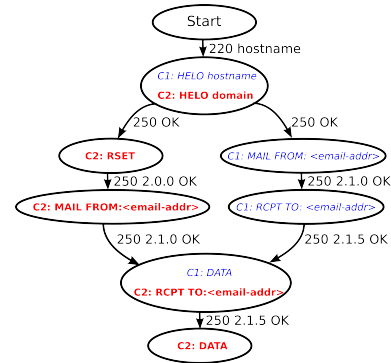 Start
220 hostname
C1: HELO hostname
C2: HELO domain
250 OK
250 OK
C2: RSET
C1: MAIL FROM: <email-addr>
250 2.0.0 OK
250 2.1.0 OK
C2: MAIL FROM:<email-addr>
C1: RCPT TO: <email-addr>
250 2.1.0 OK
250 2.1.5 OK
C1: DATA
C2: RCPT TO:<email-addr>
250 2.1.5 OK
C2: DATA